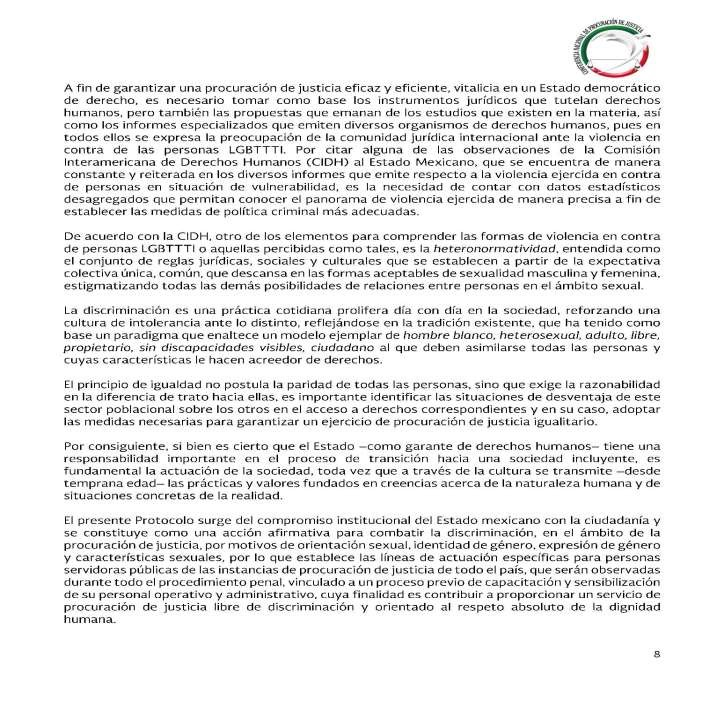 CONFERENCIA NACIONAL DE PROCURACIÓN DE JUSTICIA
A fin de garantizar una procuración de justicia eficaz y eficiente, vitalicia en un Estado democrático
de derecho, es necesario tomar como base los instrumentos jurídicos que tutelan derechos
humanos, pero también las propuestas que emanan de los estudios que existen en la materia, así
como los informes especializados que emiten diversos organismos de derechos humanos, pues en
todos ellos se expresa la preocupación de la comunidad jurídica internacional ante la violencia en
contra de las personas LGBTTTI. Por citar alguna de las observaciones de la Comisión
Interamericana de Derechos Humanos (CIDH) al Estado Mexicano, que se encuentra de manera
constante y reiterada en los diversos informes que emite respecto a la violencia ejercida en contra
de personas en situación de vulnerabilidad, es la necesidad de contar con datos estadísticos
desagregados que permitan conocer el panorama de violencia ejercida de manera precisa a fin de
establecer las medidas de política criminal más adecuadas.
De acuerdo con la CIDH, otro de los elementos para comprender las formas de violencia en contra
de personas LGBTTTI o aquellas percibidas como tales, es la heteronormatividad, entendida como
el conjunto de reglas jurídicas, sociales y culturales que se establecen a partir de la expectativa
colectiva única, común, que descansa en las formas aceptables de sexualidad masculina y femenina,
estigmatizando todas las demás posibilidades de relaciones entre personas en el ámbito sexual.
La discriminación es una práctica cotidiana prolifera día con día en la sociedad, reforzando una
cultura de intolerancia ante lo distinto, reflejándose en la tradición existente, que ha tenido como
base un paradigma que enaltece un modelo ejemplar de hombre blanco, heterosexual, adulto, libre,
propietario, sin discapacidades visibles, ciudadano al que deben asimilarse todas las personas y
cuyas características le hacen acreedor de derechos.
El principio de igualdad no postula la paridad de todas las personas, sino que exige la razonabilidad
en la diferencia de trato hacia ellas, es importante identificar las situaciones de desventaja de este
sector poblacional sobre los otros en el acceso a derechos correspondientes y en su caso, adoptar
las medidas necesarias para garantizar un ejercicio de procuración de justicia igualitario.
Por consiguiente, si bien es cierto que el Estado –como garante de derechos humanos– tiene una
responsabilidad importante en el proceso de transición hacia una sociedad incluyente, es
fundamental la actuación de la sociedad, toda vez que a través de la cultura se transmite –desde
temprana edad– las prácticas y valores fundados en creencias acerca de la naturaleza humana y de
situaciones concretas de la realidad.
El presente Protocolo surge del compromiso institucional del Estado mexicano con la ciudadanía y
se constituye como una acción afirmativa para combatir la discriminación, en el ámbito de la
procuración de justicia, por motivos de orientación sexual, identidad de género, expresión de género
y características sexuales, por lo que establece las líneas de actuación específicas para personas
servidoras públicas de las instancias de procuración de justicia de todo el país, que serán observadas
durante todo el procedimiento penal, vinculado a un proceso previo de capacitación y sensibilización
de su personal operativo y administrativo, cuya finalidad es contribuir a proporcionar un servicio de
procuración de justicia libre de discriminación y orientado al respeto absoluto de la dignidad
humana.
8